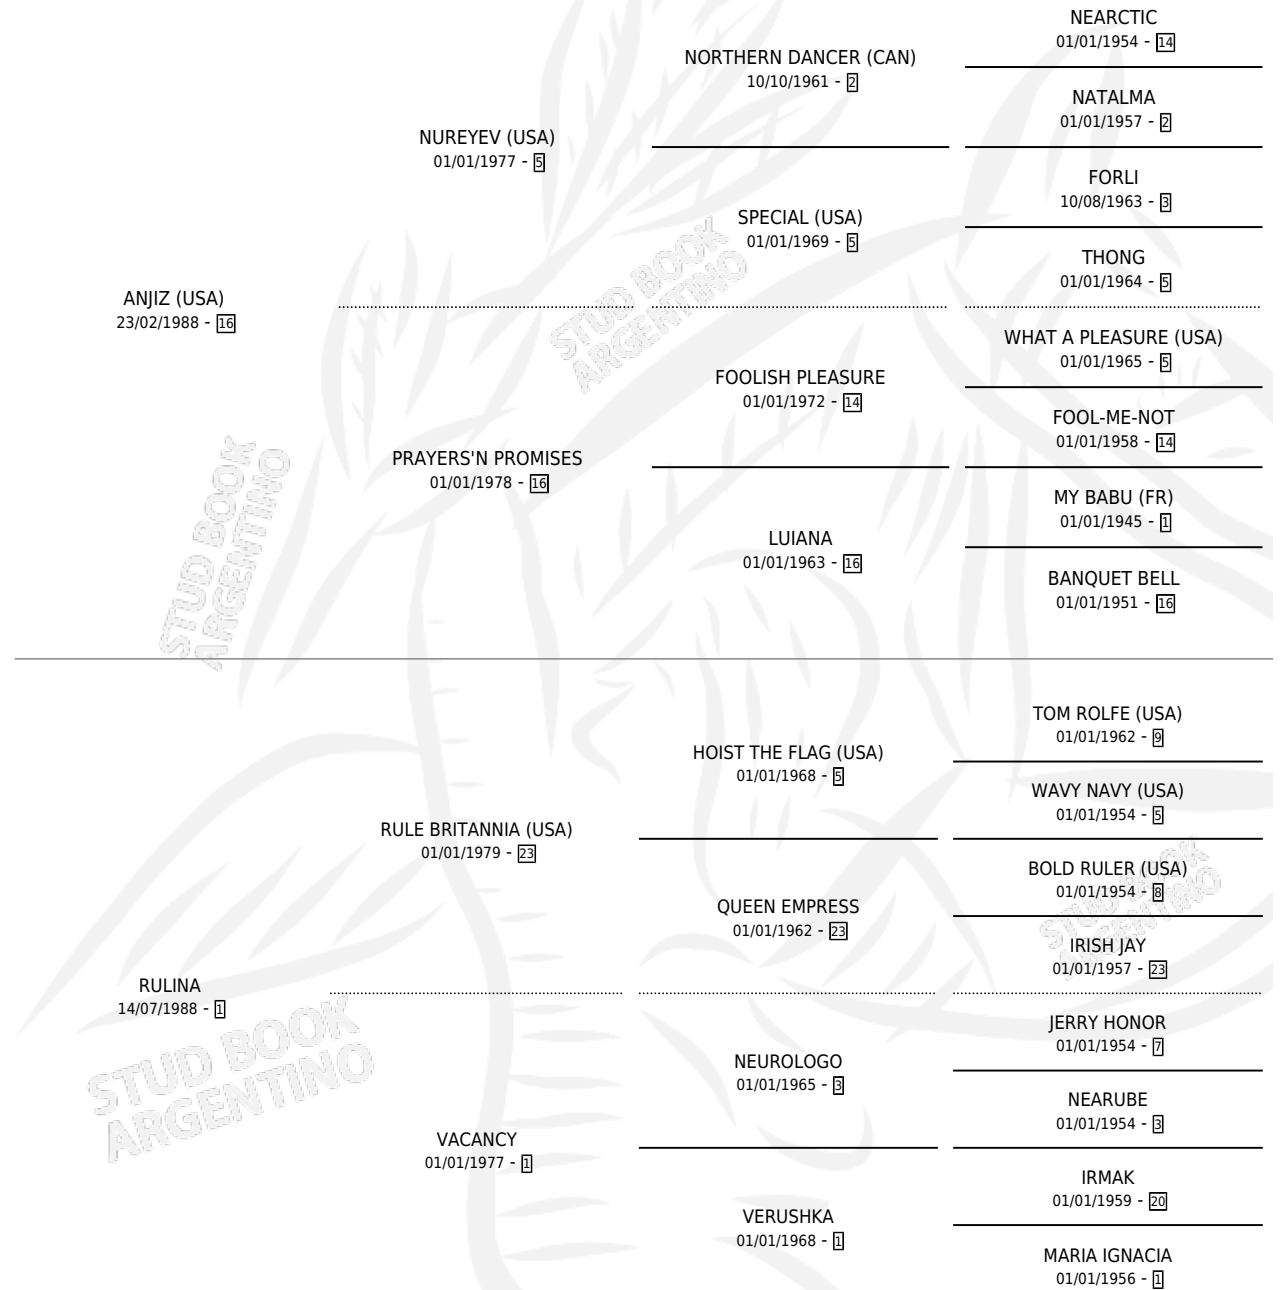 NEARCTIC
01/01/1954 - 14
NORTHERN DANCER (CAN)
10/10/1961 - 2
NATALMA
01/01/1957 - 2
NUREYEV (USA)
01/01/1977 - 5
FORLI
10/08/1963 - 3
SPECIAL (USA)
01/01/1969 - 5
THONG
01/01/1964 - 5
ANJIZ (USA)
23/02/1988 - 16
WHAT A PLEASURE (USA)
01/01/1965 - 5
FOOLISH PLEASURE
01/01/1972 - 14
FOOL-ME-NOT
01/01/1958 - 14
PRAYERS'N PROMISES
01/01/1978 - 16
MY BABU (FR)
01/01/1945 - 1
LUIANA
01/01/1963 - 16
BANQUET BELL
01/01/1951 - 16
STUD BOOK
ARGENTINO
STUD BOOK
ARGENTINO
TOM ROLFE (USA)
01/01/1962 - 9
HOIST THE FLAG (USA)
01/01/1968 - 5
WAVY NAVY (USA)
01/01/1954 - 5
RULE BRITANNIA (USA)
01/01/1979 - 23
BOLD RULER (USA)
01/01/1954 - 8
QUEEN EMPRESS
01/01/1962 - 23
IRISH JAY
01/01/1957 - 23
RULINA
14/07/1988 - 1
JERRY HONOR
01/01/1954 - 7
NEUROLOGO
01/01/1965 - 3
NEARUBE
01/01/1954 - 3
VACANCY
01/01/1977 - 1
IRMAK
01/01/1959 - 20
VERUSHKA
01/01/1968 - 1
MARIA IGNACIA
01/01/1956 - 1
STUD BOOK
ARGENTINO
STUD BOOK
ARGENTINO